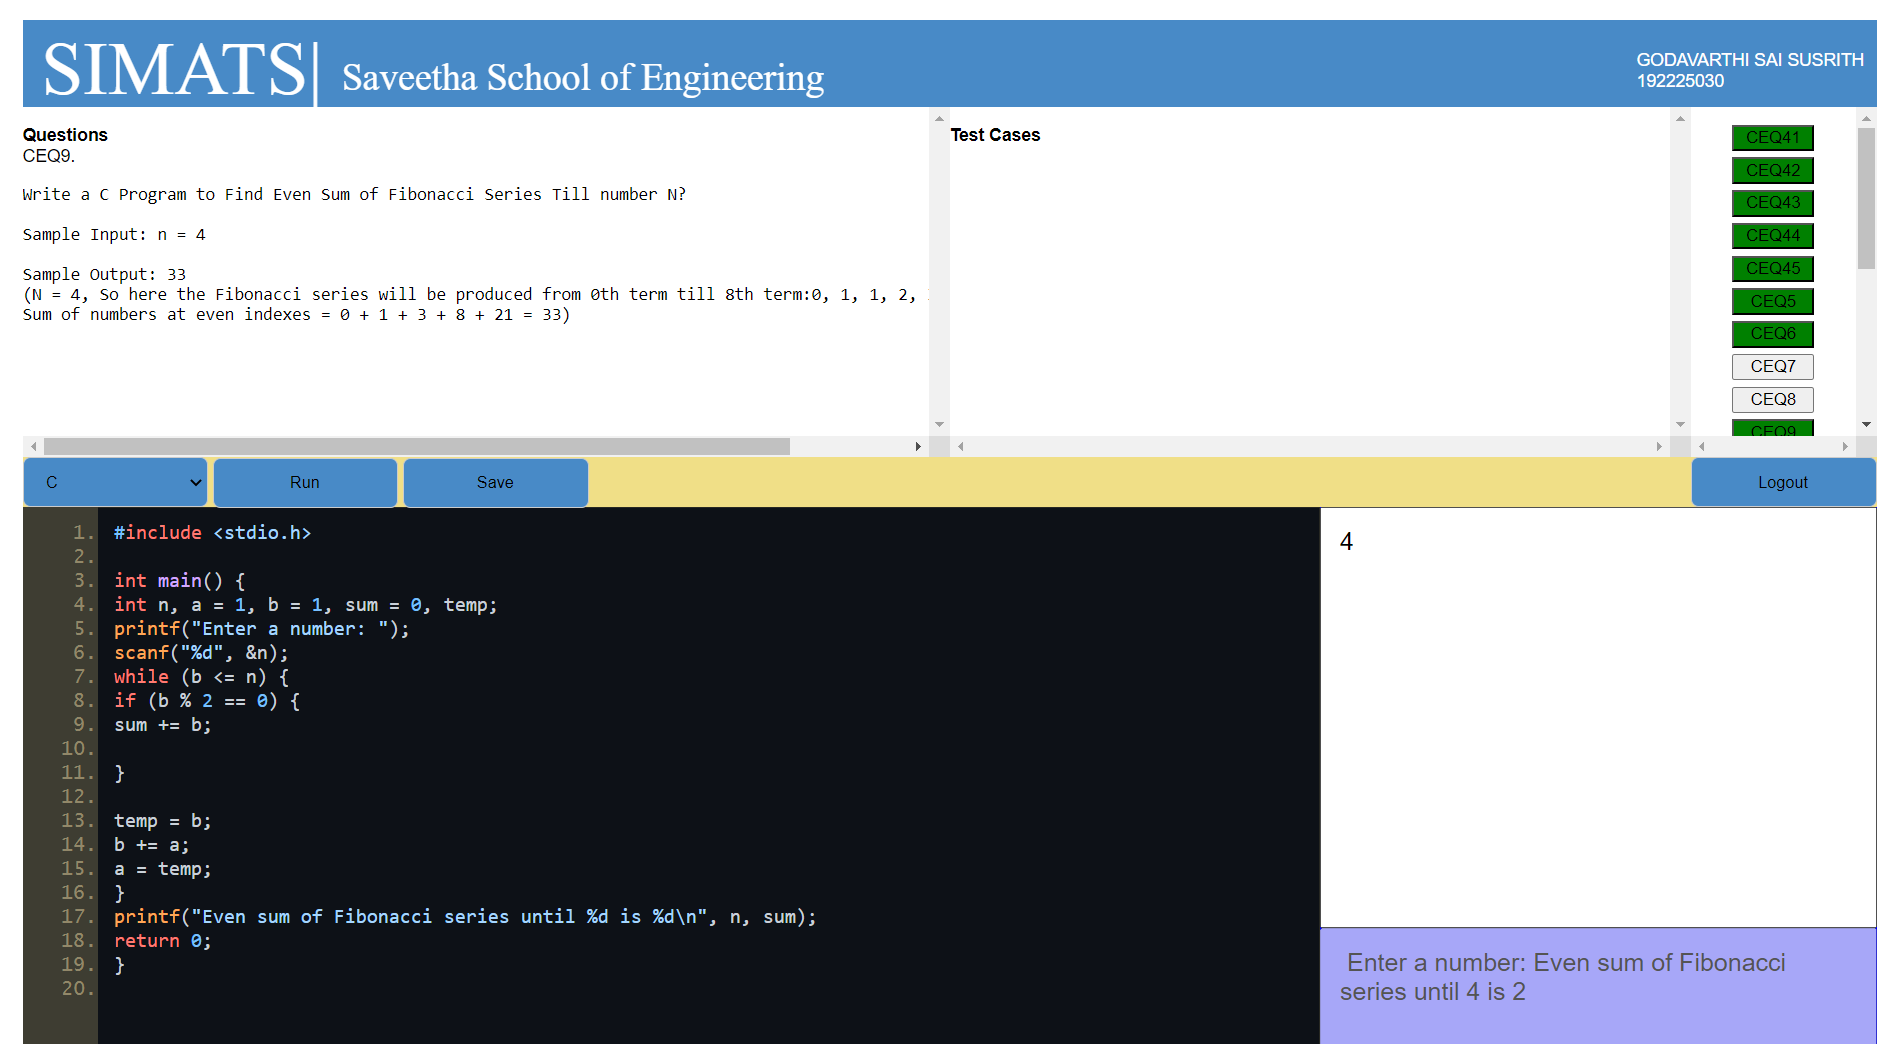 SIMATS| Saveetha School of Engineering
GODAVARTHI SAI SUSRITH
192225030
Questions
CEQ9.
Write a C Program to Find Even Sum of Fibonacci Series Till number N?
Sample Input: n = 4
Sample Output: 33
(N = 4, So here the Fibonacci series will be produced from 0th term till 8th term:0, 1, 1, 2,
Sum of numbers at even indexes = 0 + 1 + 3 + 8 + 21 = 33)
Test Cases
CEQ41
CEQ42
CEQ43
CEQ44
CEQ45
CEQ5
CEQ6
CEQ7
CEQ8
CEQ9
C
Run
Save
Logout
1. #include <stdio.h>
2.
3. int main() {
4. int n, a = 1, b = 1, sum = 0, temp;
5. printf("Enter a number: ");
6. scanf("%d", &n);
7. while (b <= n) {
8. if (b % 2 == 0) {
9. sum += b;
10.
11. }
12.
13. temp = b;
14. b += a;
15. a = temp;
16. }
17. printf("Even sum of Fibonacci series until %d is %d\n", n, sum);
18. return 0;
19. }
20.
4
Enter a number: Even sum of Fibonacci
series until 4 is 2